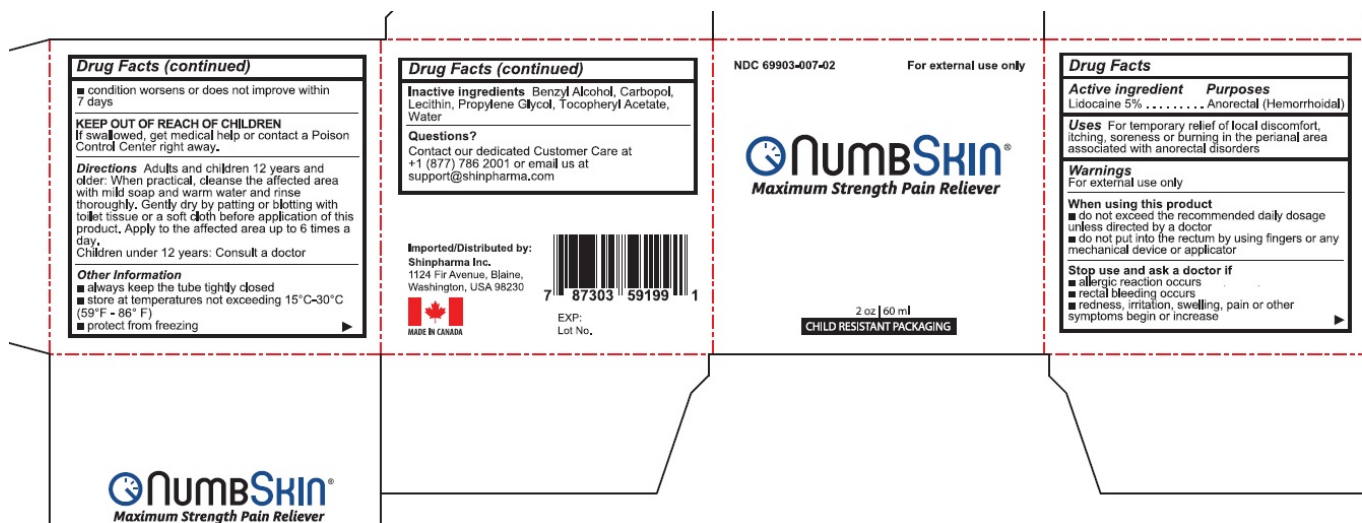 Drug Facts (continued)
■ condition worsens or does not improve within
7 days
KEEP OUT OF REACH OF CHILDREN
If swallowed, get medical help or contact a Poison
Control Center right away.
Directions Adults and children 12 years and
older: When practical, cleanse the affected area
with mild soap and warm water and rinse
thoroughly. Gently dry by patting or blotting with
toilet tissue or a soft cloth before application of this
product. Apply to the affected area up to 6 times a
day.
Children under 12 years: Consult a doctor
Other Information
■ always keep the tube tightly closed
■ store at temperatures not exceeding 15°C-30°C
(59°F - 86° F)
■ protect from freezing
NUMBSKIN®
Maximum Strength Pain Reliever
Drug Facts (continued)
Inactive ingredients Benzyl Alcohol, Carbopol,
Lecithin, Propylene Glycol, Tocopheryl Acetate,
Water
Questions?
Contact our dedicated Customer Care at
+1 (877) 786 2001 or email us at
support@shinpharma.com
Imported/Distributed by:
Shinpharma Inc.
1124 Fir Avenue, Blaine,
Washington, USA 98230
MADE IN CANADA
7 87303 59199 1
EXP:
Lot No.
NDC 69903-007-02 For external use only
NUMBSKIN®
Maximum Strength Pain Reliever
2 oz | 60 ml
CHILD RESISTANT PACKAGING
Drug Facts
Active ingredient Purposes
Lidocaine 5% . . . . . . . . . Anorectal (Hemorrhoidal)
Uses For temporary relief of local discomfort,
itching, soreness or burning in the perianal area
associated with anorectal disorders
Warnings
For external use only
When using this product
■ do not exceed the recommended daily dosage
unless directed by a doctor
■ do not put into the rectum by using fingers or any
mechanical device or applicator
Stop use and ask a doctor if
■ allergic reaction occurs
■ rectal bleeding occurs
■ redness, irritation, swelling, pain or other
symptoms begin or increase